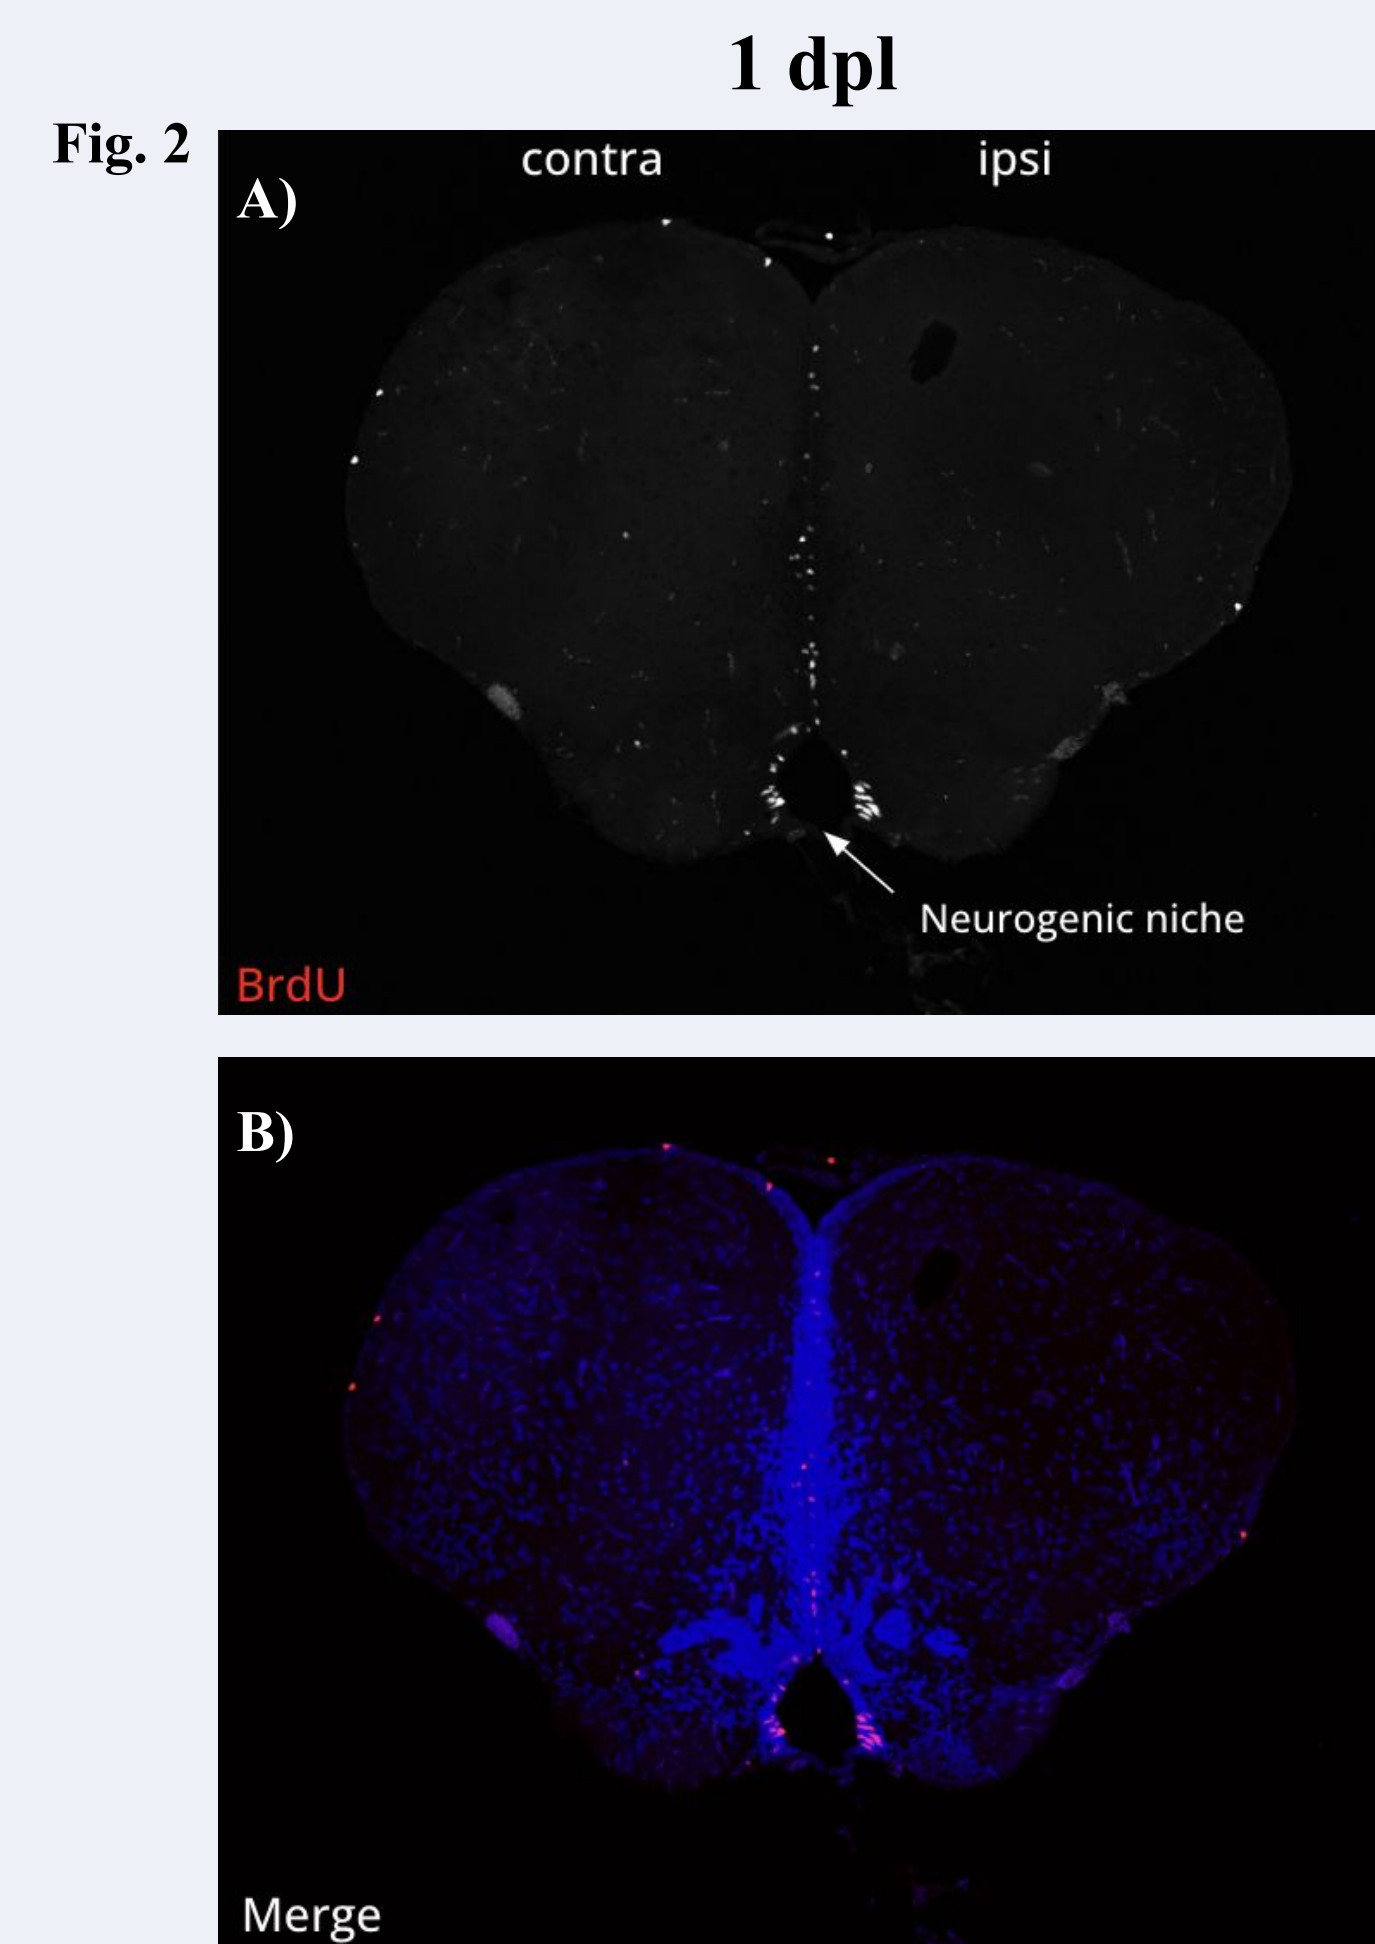 1 dpl
Fig. 2
contra ipsi
A)
Neurogenic niche
BrdU
B)
Merge